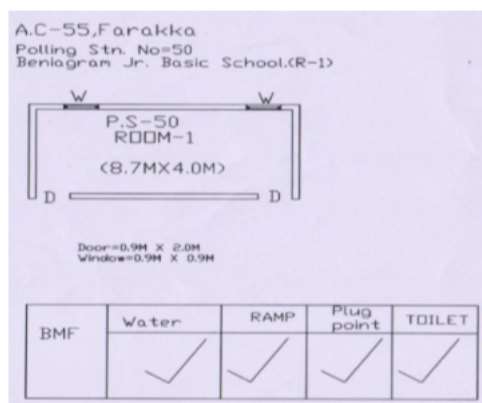 A.C-55,Farakka
Polling Stn. No=50
Beniagram Jr. Basic School.(R-1)
W W
P.S-50
ROOM-1
(8.7MX4.0M)
D D
Door=0.9M X 2.0M
Window=0.9M X 0.9M
BMF Water RAMP Plug point TOILET